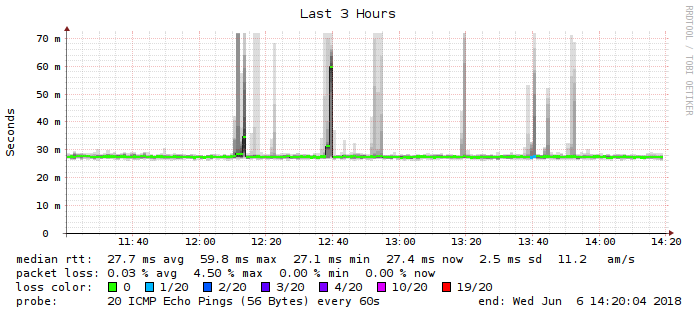 Last 3 Hours
RRDTOOL / TOBI OETIKER
Seconds
70 m
60 m
50 m
40 m
30 m
20 m
10 m
0
11:40 12:00 12:20 12:40 13:00 13:20 13:40 14:00 14:20
median rtt: 27.7 ms avg 59.8 ms max 27.1 ms min 27.4 ms now 2.5 ms sd 11.2 am/s
packet loss: 0.03 % avg 4.50 % max 0.00 % min 0.00 % now
loss color: 0 1/20 2/20 3/20 4/20 10/20 19/20
probe: 20 ICMP Echo Pings (56 Bytes) every 60s end: Wed Jun 6 14:20:04 2018